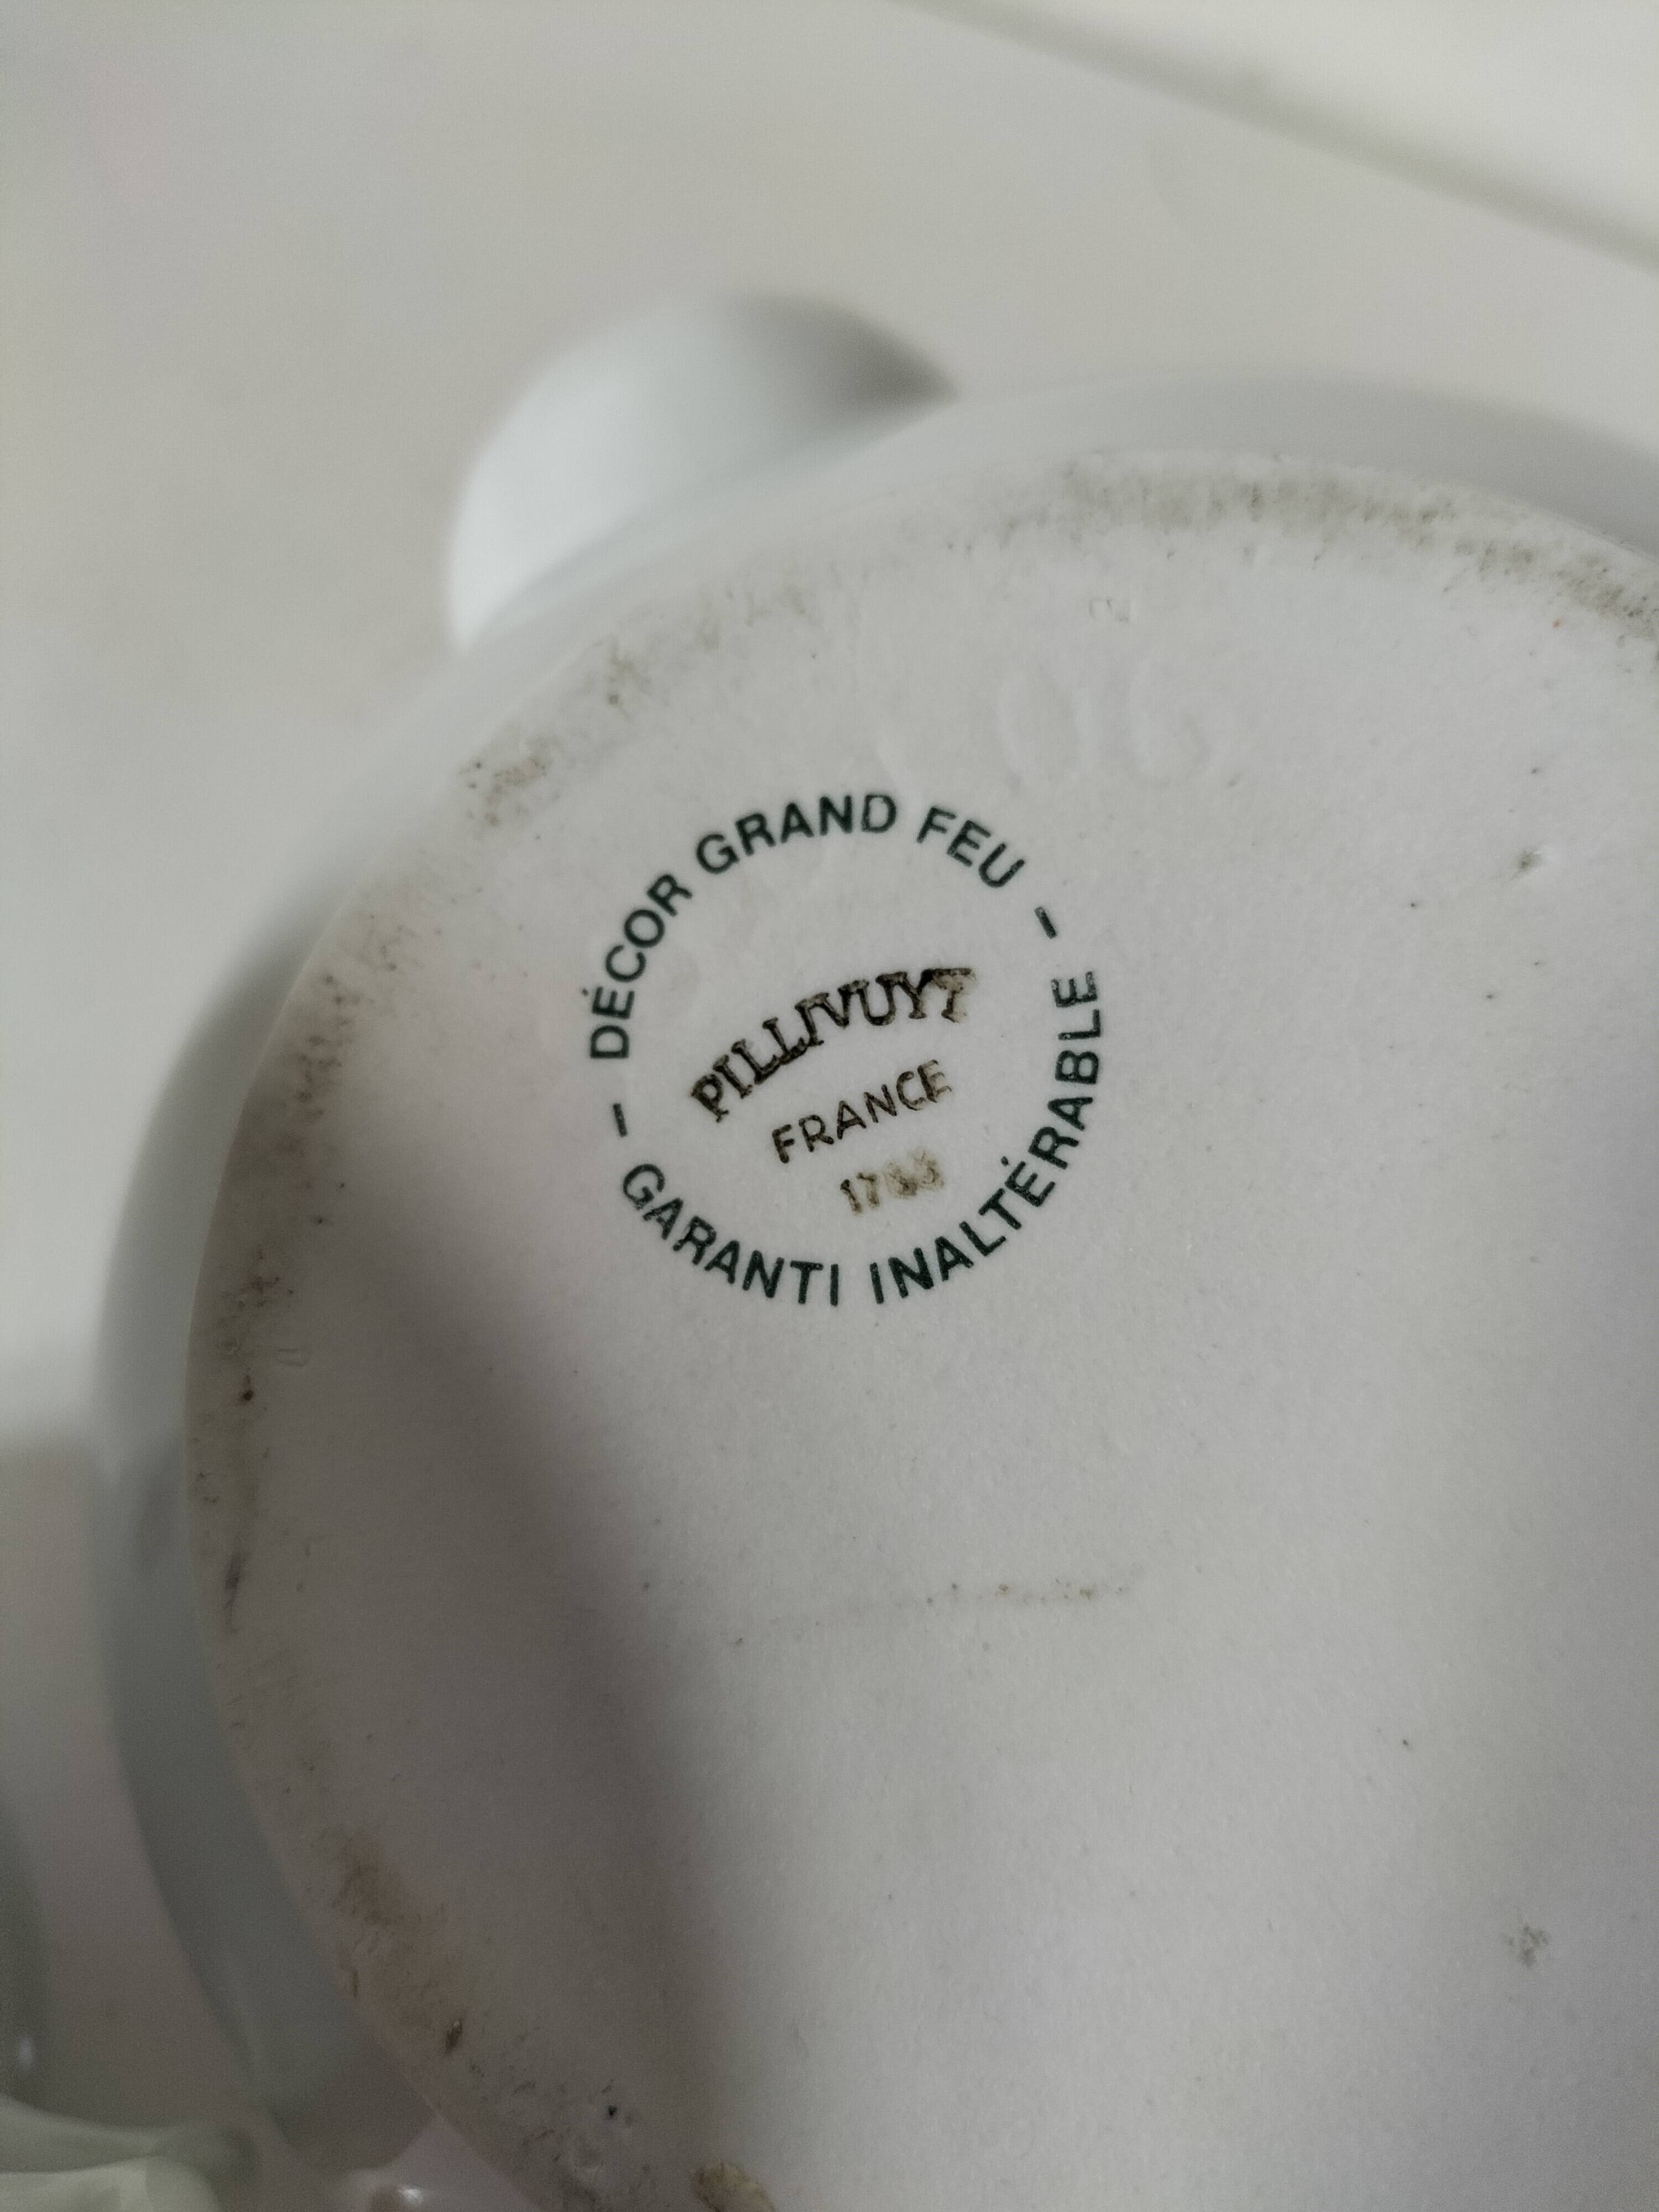 DÉCOR GRAND FEU –
PILLIVUYT
FRANCE
– GARANTI INALTÉRABLE